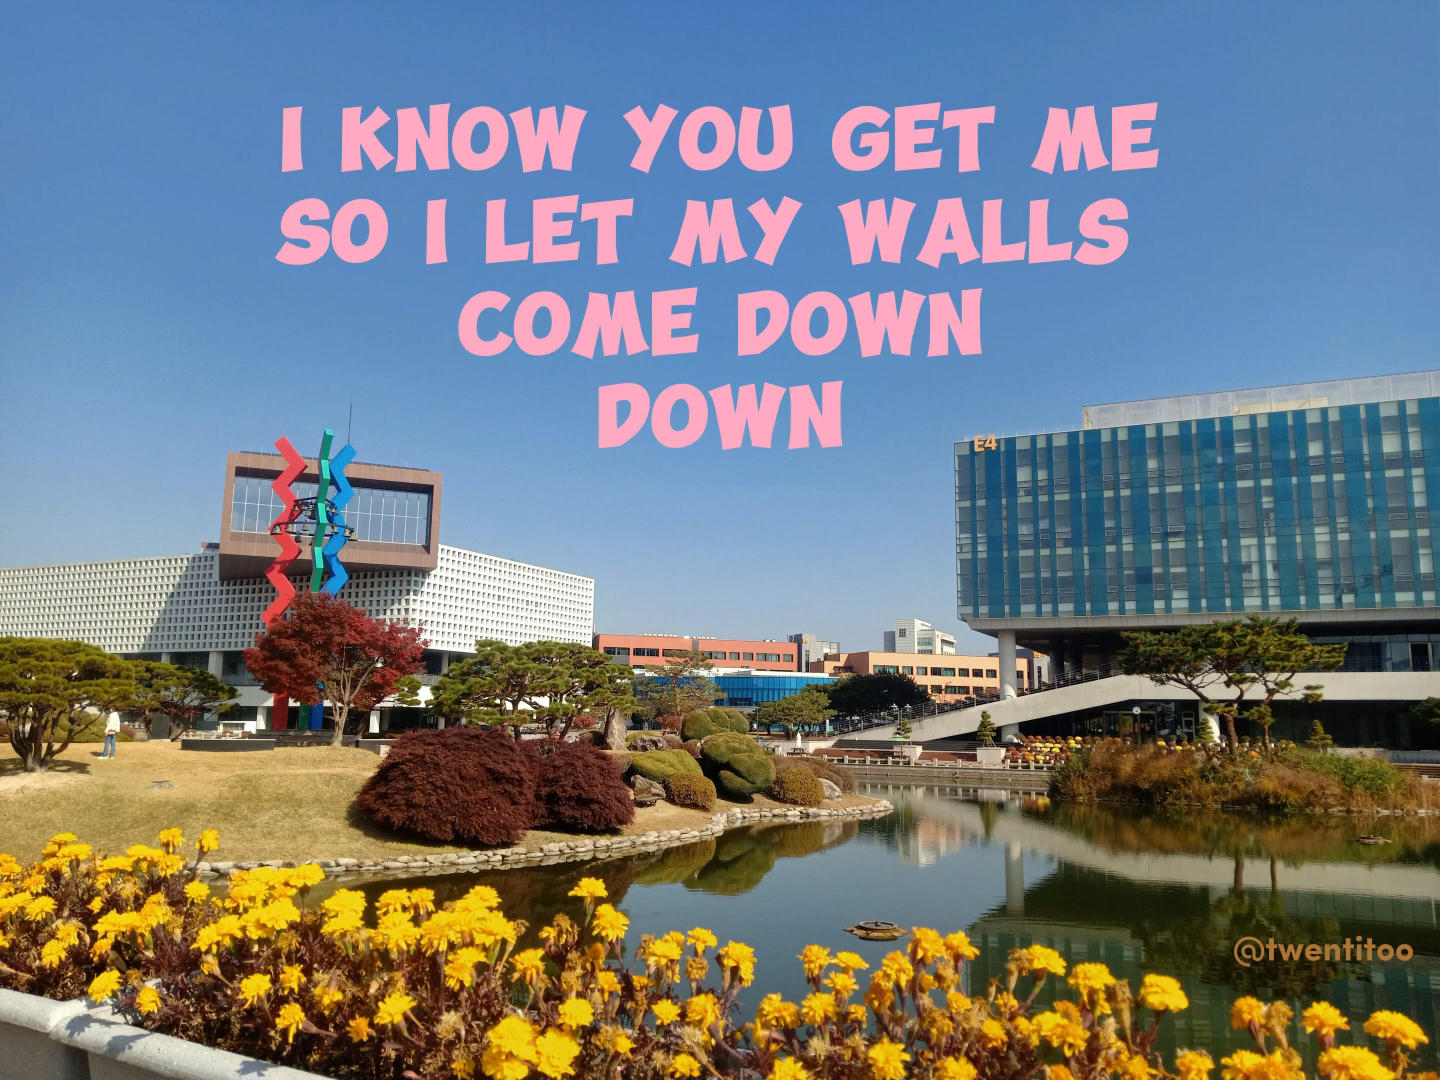 I KNOW YOU GET ME
SO I LET MY WALLS
COME DOWN
DOWN
E4
@twentitoo